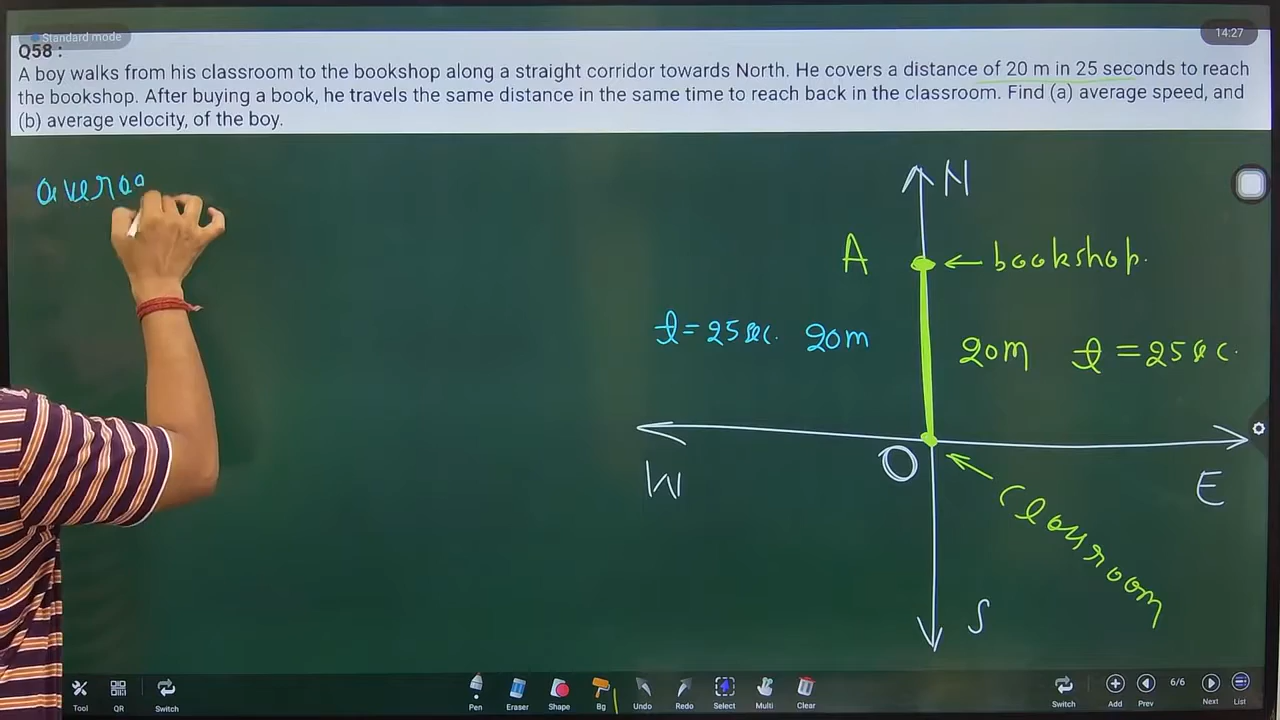 Standard mode
14:27
Q58 :
A boy walks from his classroom to the bookshop along a straight corridor towards North. He covers a distance of 20 m in 25 seconds to reach
the bookshop. After buying a book, he travels the same distance in the same time to reach back in the classroom. Find (a) average speed, and
(b) average velocity, of the boy.
N
A ← bookshop.
t = 25 sec. 20m
20m t = 25 sec.
W
O
E
classroom
S
Tool
QR
Switch
Pen
Eraser
Shape
Bg
Undo
Redo
Select
Multi
Clear
Switch
Add
Prev
6/6
Next
List